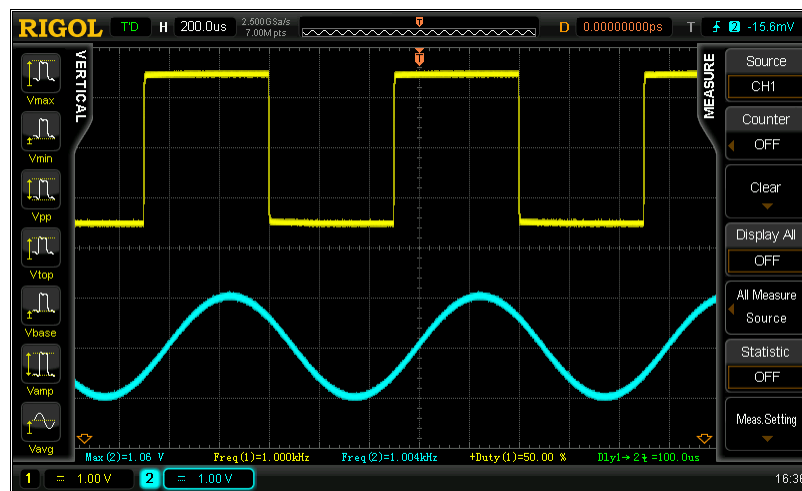 RIGOL T'D H 200.0us 2.500GSa/s 7.00M pts T D 0.00000000ps T 2 -15.6mV
VERTICAL
Vmax
Vmin
Vpp
Vtop
Vbase
Vamp
Vavg
T
MEASURE
Source
CH1
Counter
OFF
Clear
Display All
OFF
All Measure
Source
Statistic
OFF
Meas.Setting
Max(2)=1.06 V Freq(1)=1.000kHz Freq(2)=1.004kHz +Duty(1)=50.00 % Dly1→2=100.0us
1 = 1.00 V 2 = 1.00 V 16:36